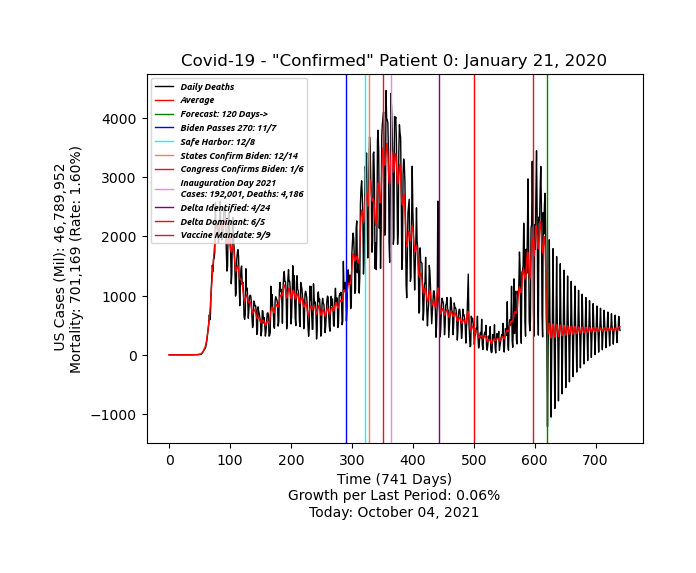 Covid-19 - "Confirmed" Patient 0: January 21, 2020
Daily Deaths
Average
Forecast: 120 Days->
Biden Passes 270: 11/7
Safe Harbor: 12/8
States Confirm Biden: 12/14
Congress Confirms Biden: 1/6
Inauguration Day 2021
Cases: 192,001, Deaths: 4,186
Delta Identified: 4/24
Delta Dominant: 6/5
Vaccine Mandate: 9/9
US Cases (Mil): 46,789,952
Mortality: 701,169 (Rate: 1.60%)
4000
3000
2000
1000
0
−1000
0 100 200 300 400 500 600 700
Time (741 Days)
Growth per Last Period: 0.06%
Today: October 04, 2021